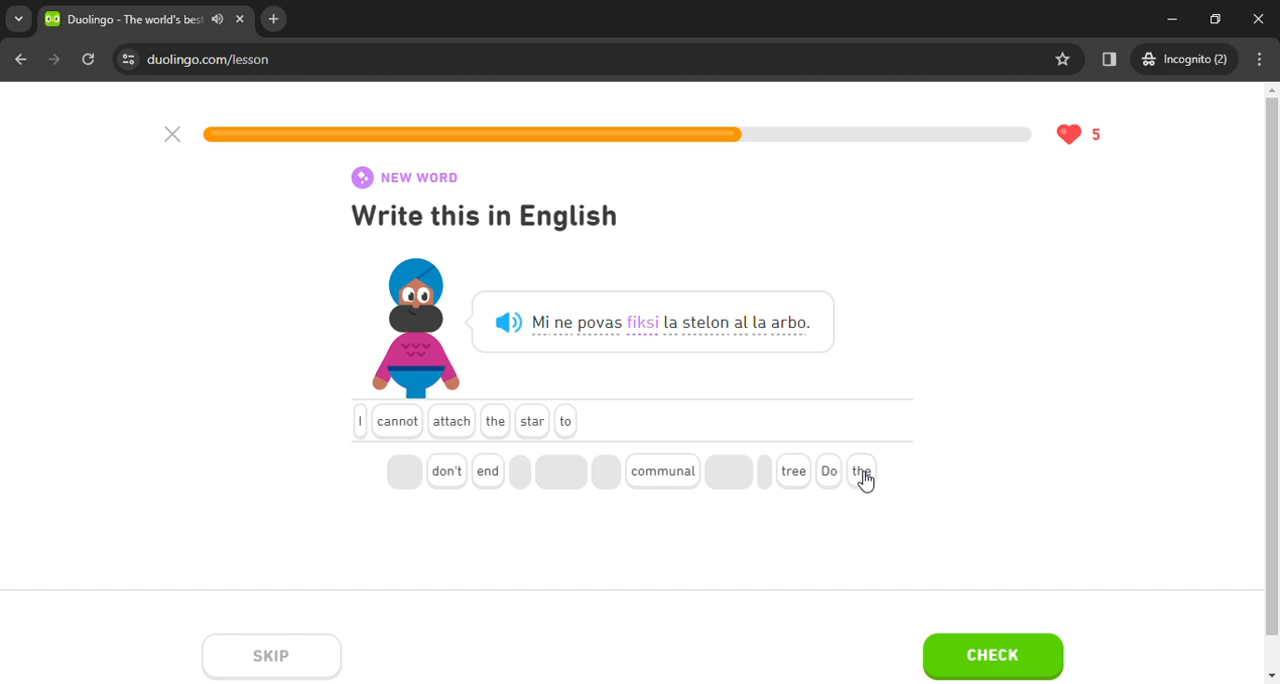 Duolingo - The world's bes
duolingo.com/lesson
Incognito (2)
5
NEW WORD
Write this in English
Mi ne povas fiksi la stelon al la arbo.
I cannot attach the star to
don't end communal tree Do the
SKIP
CHECK